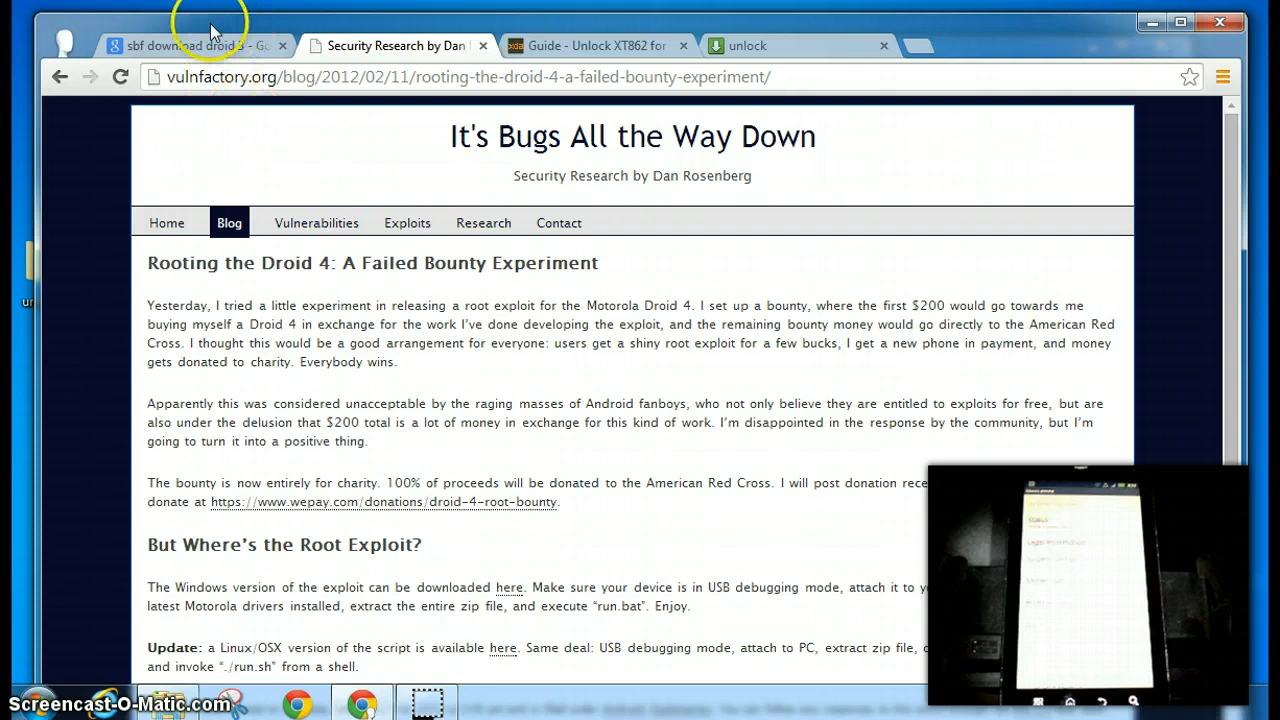 sbf download droid 3 - Go
Security Research by Dan
Guide - Unlock XT862 for
unlock
vulnfactory.org/blog/2012/02/11/rooting-the-droid-4-a-failed-bounty-experiment/
It's Bugs All the Way Down
Security Research by Dan Rosenberg
Home Blog Vulnerabilities Exploits Research Contact
Rooting the Droid 4: A Failed Bounty Experiment
Yesterday, I tried a little experiment in releasing a root exploit for the Motorola Droid 4. I set up a bounty, where the first $200 would go towards me
buying myself a Droid 4 in exchange for the work I've done developing the exploit, and the remaining bounty money would go directly to the American Red
Cross. I thought this would be a good arrangement for everyone: users get a shiny root exploit for a few bucks, I get a new phone in payment, and money
gets donated to charity. Everybody wins.
Apparently this was considered unacceptable by the raging masses of Android fanboys, who not only believe they are entitled to exploits for free, but are
also under the delusion that $200 total is a lot of money in exchange for this kind of work. I'm disappointed in the response by the community, but I'm
going to turn it into a positive thing.
The bounty is now entirely for charity. 100% of proceeds will be donated to the American Red Cross. I will post donation rece
donate at https://www.wepay.com/donations/droid-4-root-bounty.
But Where's the Root Exploit?
The Windows version of the exploit can be downloaded here. Make sure your device is in USB debugging mode, attach it to y
latest Motorola drivers installed, extract the entire zip file, and execute “run.bat”. Enjoy.
Update: a Linux/OSX version of the script is available here. Same deal: USB debugging mode, attach to PC, extract zip file,
and invoke “./run.sh” from a shell.
Status
Legal information
Screencast-O-Matic.com